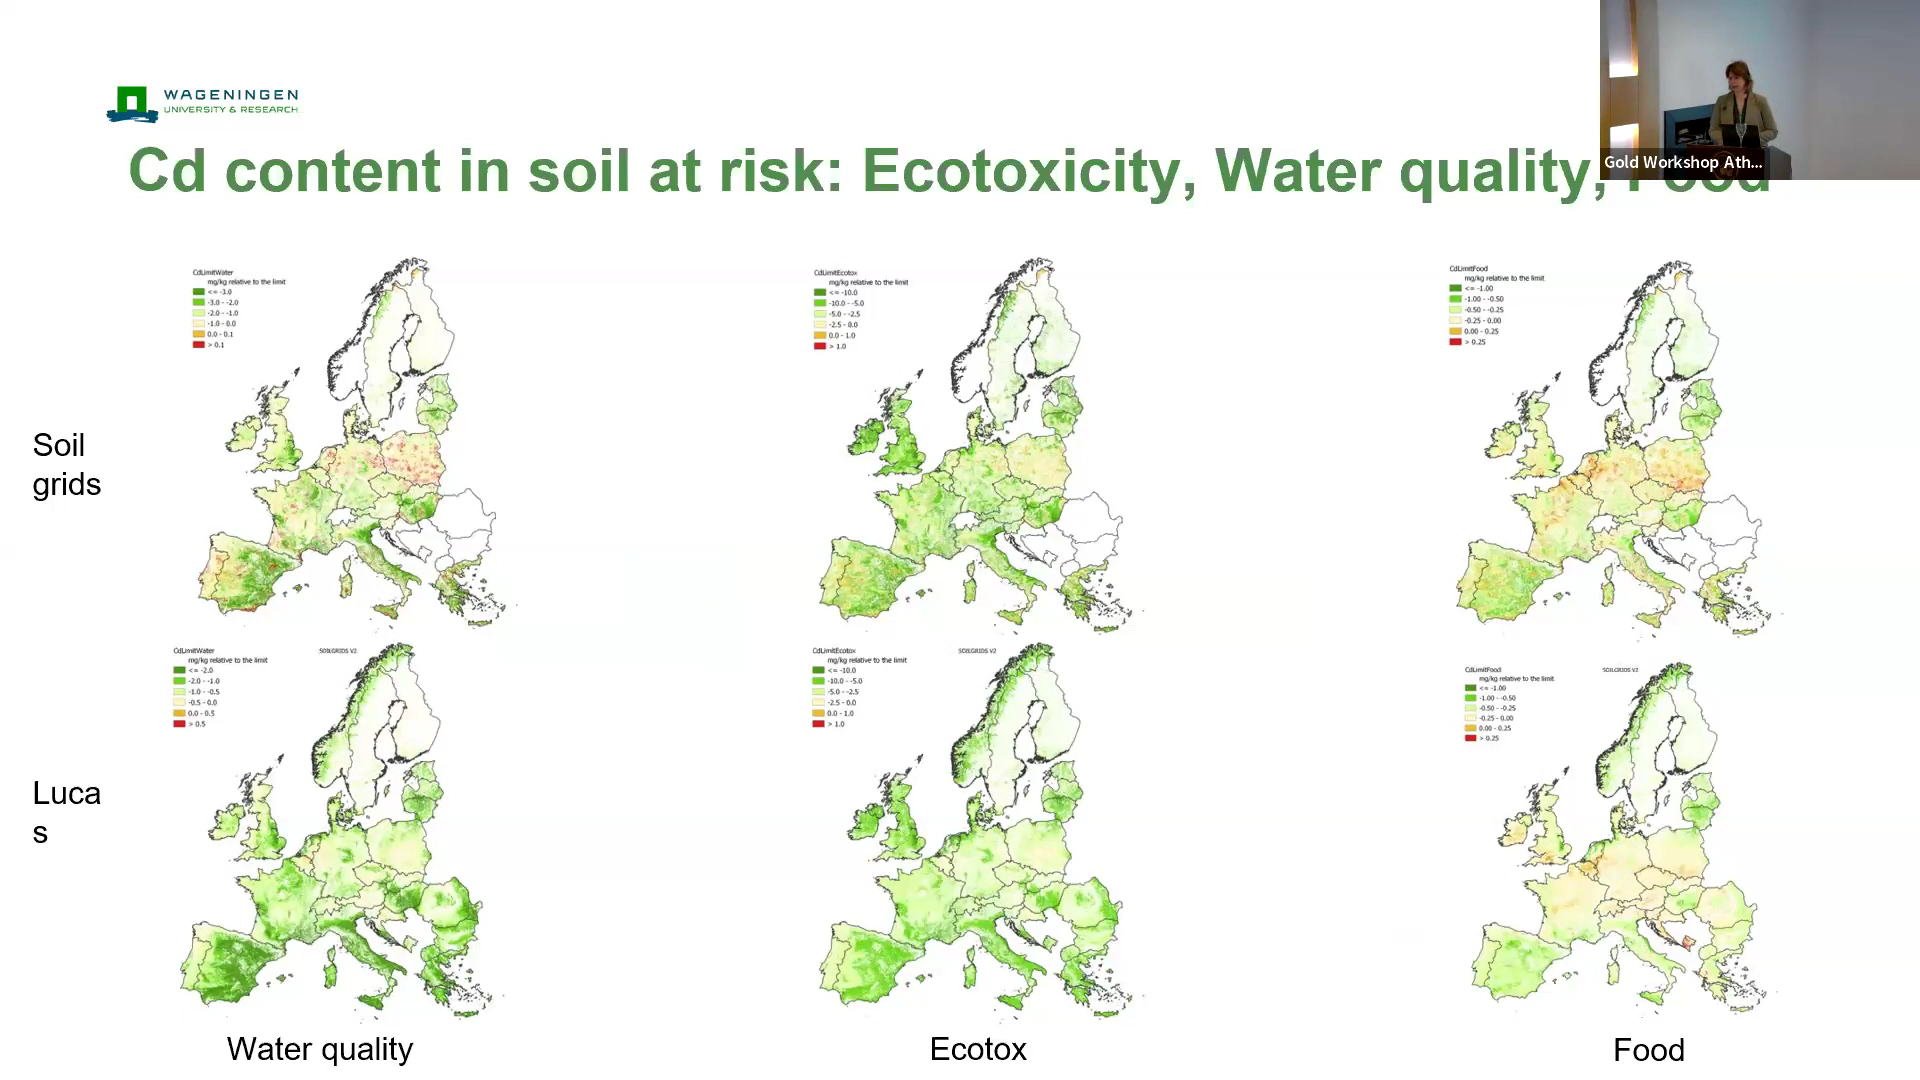 WAGENINGEN
UNIVERSITY & RESEARCH
Gold Workshop Ath...
Cd content in soil at risk: Ecotoxicity, Water quality, Food
CdLimitWater
mg/kg relative to the limit
<= -3.0
-3.0 - -2.0
-2.0 - -1.0
-1.0 - 0.0
0.0 - 0.1
> 0.1
CdLimitEcotox
mg/kg relative to the limit
<= -10.0
-10.0 - -5.0
-5.0 - -2.5
-2.5 - 0.0
0.0 - 1.0
> 1.0
CdLimitFood
mg/kg relative to the limit
<= -1.00
-1.00 - -0.50
-0.50 - -0.25
-0.25 - 0.00
0.00 - 0.25
> 0.25
Soil
grids
CdLimitWater
SOILGRIDS V2
mg/kg relative to the limit
<= -2.0
-2.0 - -1.0
-1.0 - -0.5
-0.5 - 0.0
0.0 - 0.5
> 0.5
CdLimitEcotox
SOILGRIDS V2
mg/kg relative to the limit
<= -10.0
-10.0 - -5.0
-5.0 - -2.5
-2.5 - 0.0
0.0 - 1.0
> 1.0
CdLimitFood
SOILGRIDS V2
mg/kg relative to the limit
<= -1.00
-1.00 - -0.50
-0.50 - -0.25
-0.25 - 0.00
0.00 - 0.25
> 0.25
Luca
s
Water quality
Ecotox
Food